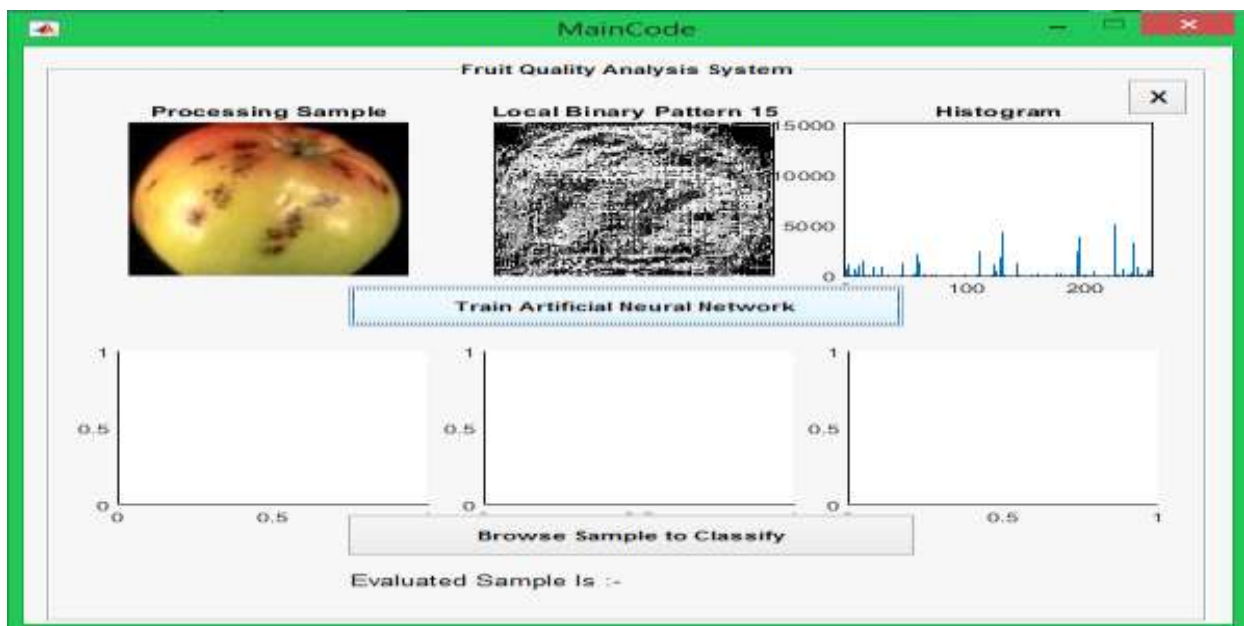 MainCode
Fruit Quality Analysis System
Processing Sample
Local Binary Pattern 15
Histogram
15000
10000
5000
0
100
200
Train Artificial Neural Network
1
0.5
0
0
0.5
1
0.5
0
1
0.5
0
0.5
1
Browse Sample to Classify
Evaluated Sample Is :-